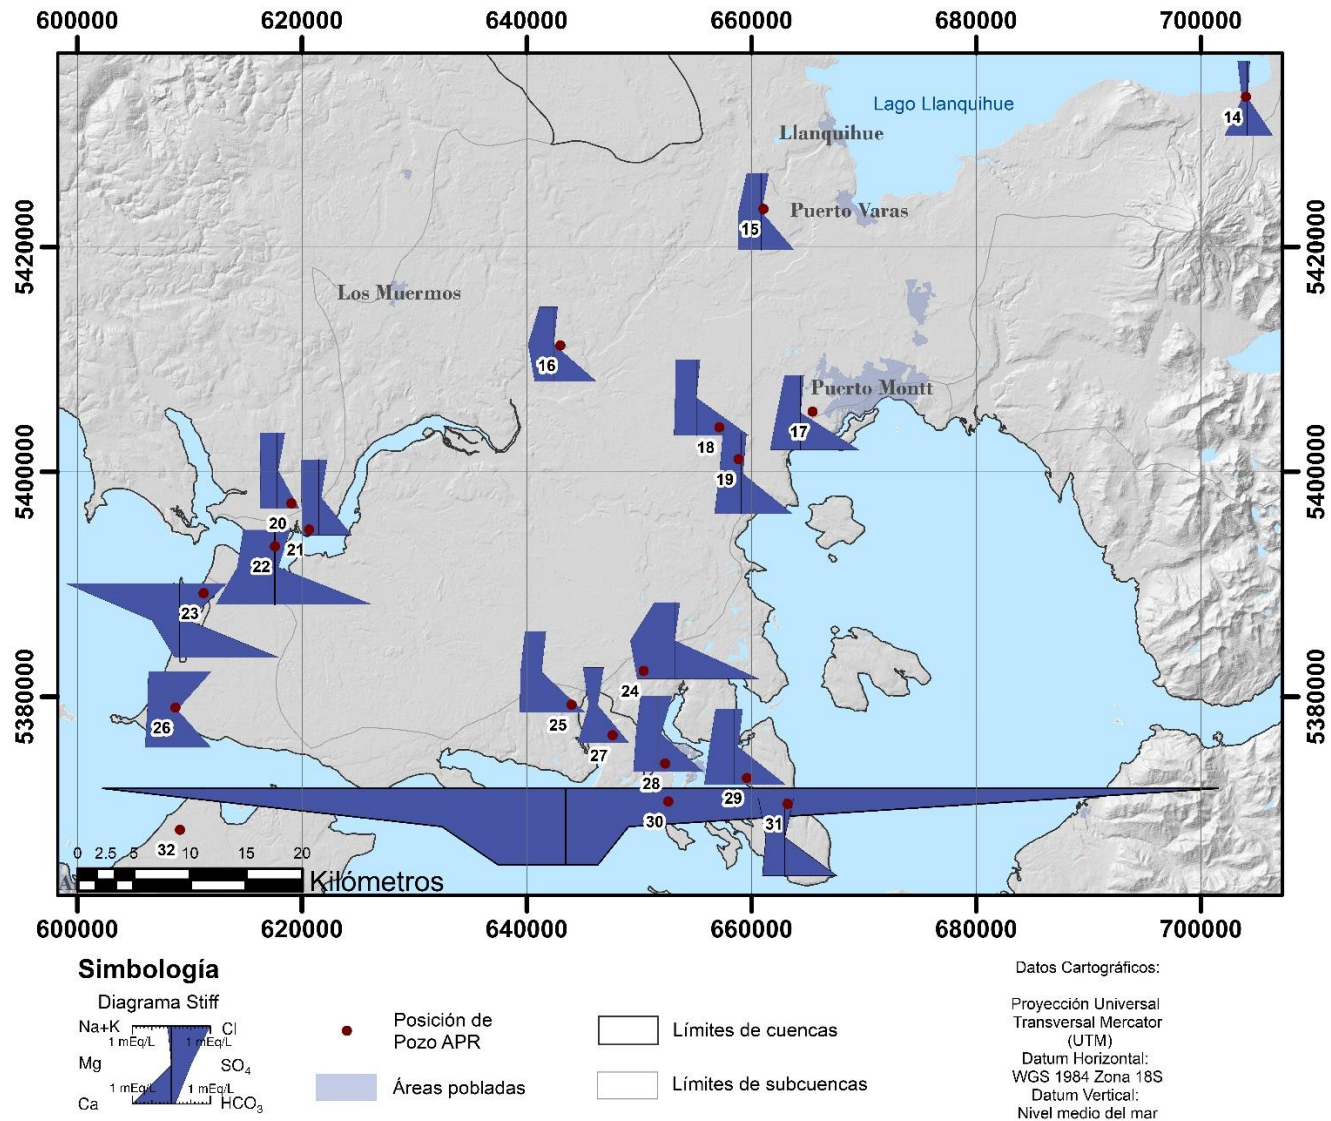 600000 620000 640000 660000 680000 700000
Lago Llanquihue
14
Llanquihue
Puerto Varas
15
5420000 5420000
Los Muermos
16
Puerto Montt
17
18
19
5400000 5400000
20
21
22
23
24
5380000 5380000
25
26
27
28
29
30
31
32
0 2.5 5 10 15 20
Kilómetros
600000 620000 640000 660000 680000 700000
Simbología
Diagrama Stiff
Na+K Cl
1 mEq/L 1 mEq/L
Mg SO4
1 mEq/L 1 mEq/L
Ca HCO3
Posición de
Pozo APR
Áreas pobladas
Límites de cuencas
Límites de subcuencas
Datos Cartográficos:
Proyección Universal
Transversal Mercator
(UTM)
Datum Horizontal:
WGS 1984 Zona 18S
Datum Vertical:
Nivel medio del mar